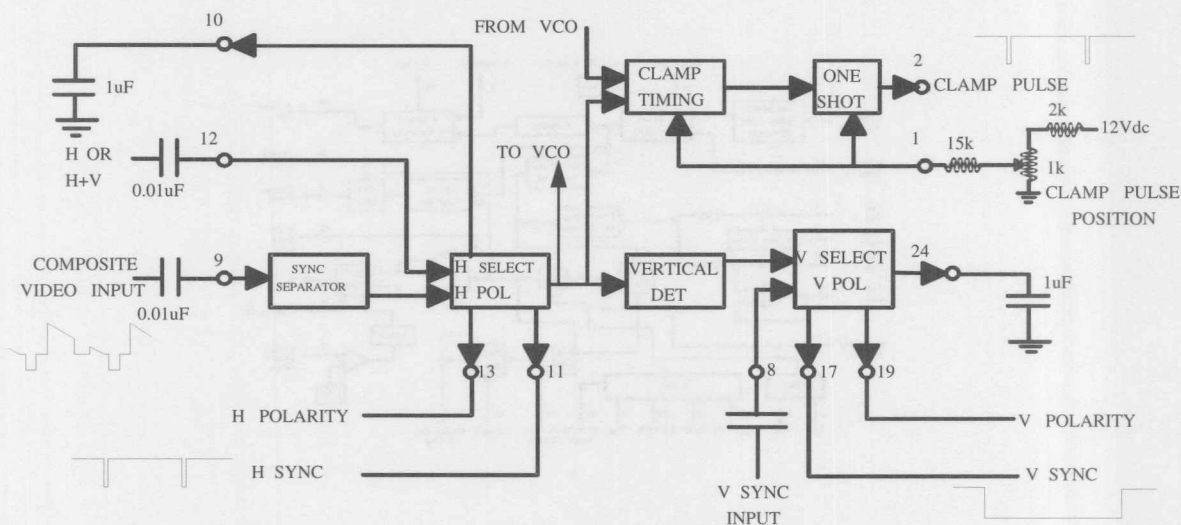 10
FROM VCO
1uF
CLAMP
TIMING
ONE
SHOT
2
CLAMP PULSE
2k
12Vdc
H OR
H+V
12
0.01uF
TO VCO
1
15k
1k
CLAMP PULSE
POSITION
COMPOSITE
VIDEO INPUT
9
0.01uF
SYNC
SEPARATOR
H SELECT
H POL
VERTICAL
DET
V SELECT
V POL
24
1uF
13
11
8
17
19
H POLARITY
V POLARITY
H SYNC
V SYNC
V SYNC
INPUT